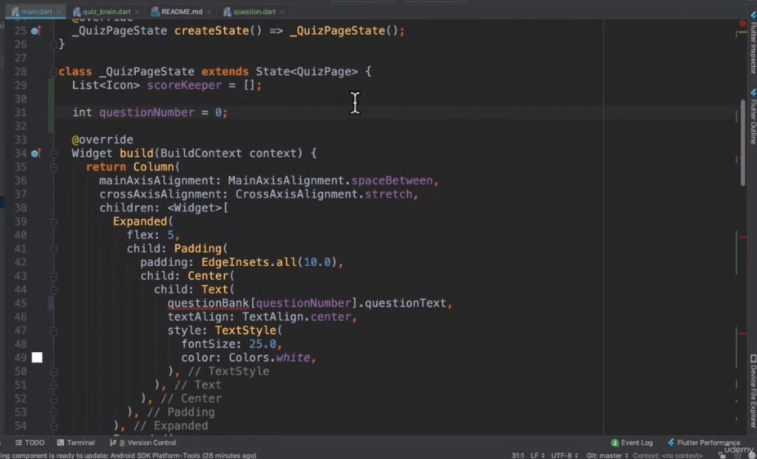 main.dart quiz_brain.dart README.md question.dart
24 @override
25 _QuizPageState createState() => _QuizPageState();
26 }
27
28 class _QuizPageState extends State<QuizPage> {
29 List<Icon> scoreKeeper = [];
30
31 int questionNumber = 0;
32
33 @override
34 Widget build(BuildContext context) {
35 return Column(
36 mainAxisAlignment: MainAxisAlignment.spaceBetween,
37 crossAxisAlignment: CrossAxisAlignment.stretch,
38 children: <Widget>[
39 Expanded(
40 flex: 5,
41 child: Padding(
42 padding: EdgeInsets.all(10.0),
43 child: Center(
44 child: Text(
45 questionBank[questionNumber].questionText,
46 textAlign: TextAlign.center,
47 style: TextStyle(
48 fontSize: 25.0,
49 color: Colors.white,
50 ), // TextStyle
51 ), // Text
52 ), // Center
53 ), // Padding
54 ), // Expanded
Flutter Inspector
Flutter Outline
Device File Explorer
TODO Terminal 9: Version Control 2 Event Log Flutter Performance
ing component is ready to update: Android SDK Platform-Tools (28 minutes ago) 31:1 LF UTF-8 Git: master Context: <no context>
udemy